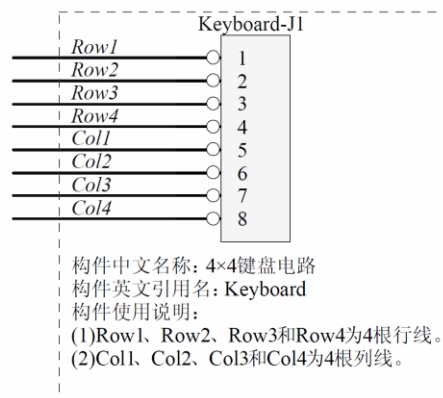 Keyboard-J1
Row1 1
Row2 2
Row3 3
Row4 4
Col1 5
Col2 6
Col3 7
Col4 8
构件中文名称：4×4键盘电路
构件英文引用名：Keyboard
构件使用说明：
(1)Row1、Row2、Row3和Row4为4根行线。
(2)Col1、Col2、Col3和Col4为4根列线。